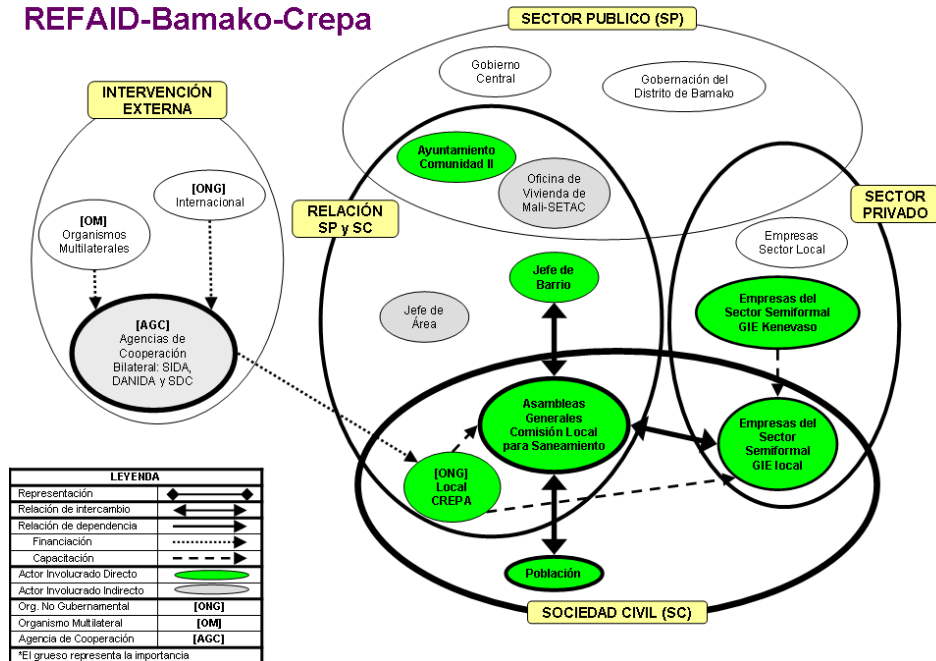 REFAID-Bamako-Crepa
SECTOR PUBLICO (SP)
Gobierno
Central
Gobernación del
Distrito de Bamako
INTERVENCIÓN
EXTERNA
Ayuntamiento
Comunidad II
Oficina de
Vivienda de
Mali-SETAC
[ONG]
Internacional
[OM]
Organismos
Multilaterales
RELACIÓN
SP y SC
SECTOR
PRIVADO
Empresas
Sector Local
Jefe de
Barrio
Jefe de
Área
Empresas del
Sector Semiformal
GIE Kenevaso
[AGC]
Agencias de
Cooperación
Bilateral: SIDA,
DANIDA y SDC
Asambleas
Generales
Comisión Local
para Saneamiento
Empresas del
Sector
Semiformal
GIE local
[ONG]
Local
CREPA
Población
SOCIEDAD CIVIL (SC)
LEYENDA
Representación
Relación de intercambio
Relación de dependencia
Financiación
Capacitación
Actor Involucrado Directo
Actor Involucrado Indirecto
Org. No Gubernamental [ONG]
Organismo Multilateral [OM]
Agencia de Cooperación [AGC]
*El grueso representa la importancia